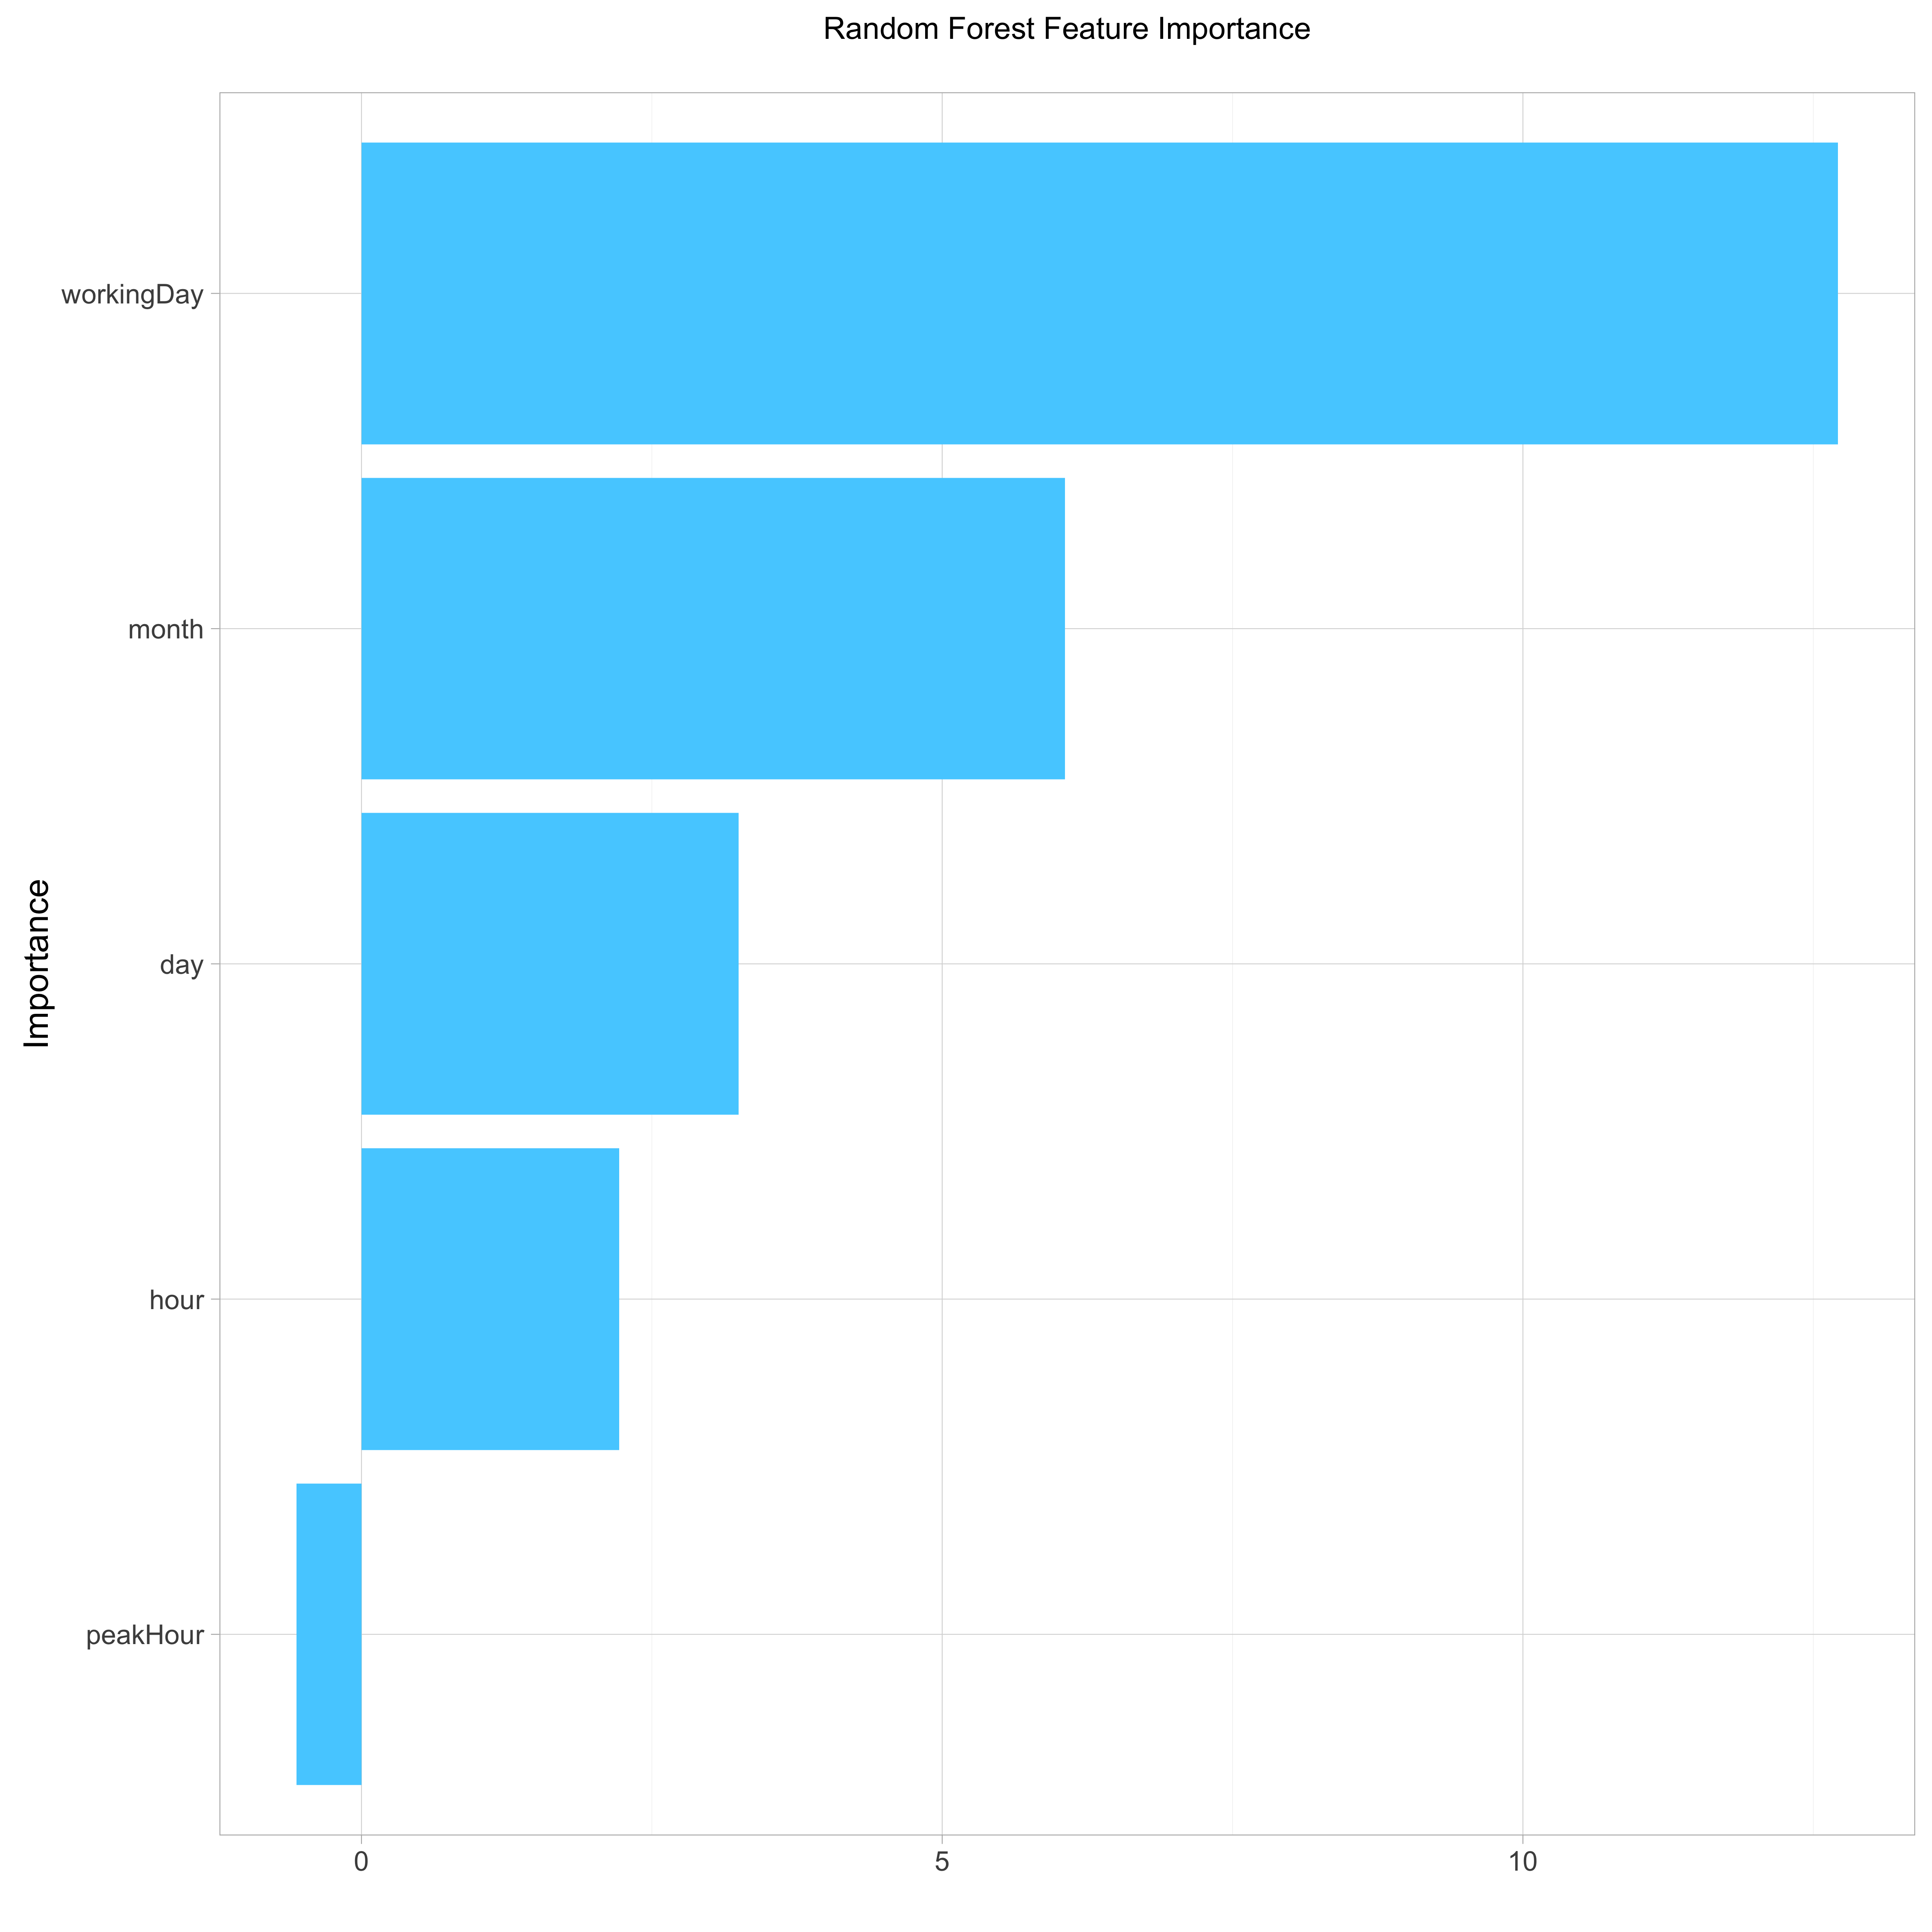 Random Forest Feature Importance
Importance
workingDay
month
day
hour
peakHour
0 5 10